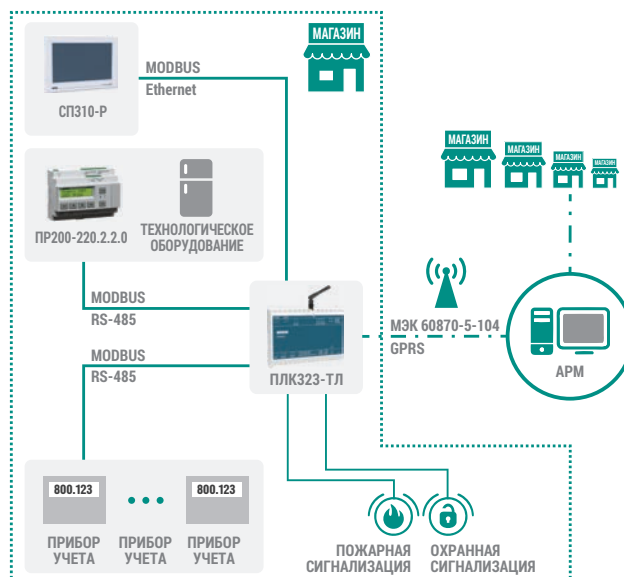 МАГАЗИН
MODBUS
Ethernet
СП310-Р
МАГАЗИН
МАГАЗИН
МАГАЗИН
МАГАЗИН
ПР200-220.2.2.0
ТЕХНОЛОГИЧЕСКОЕ
ОБОРУДОВАНИЕ
MODBUS
RS-485
МЭК 60870-5-104
GPRS
АРМ
MODBUS
RS-485
ПЛК323-ТЛ
800.123
800.123
ПРИБОР
УЧЕТА
ПРИБОР
УЧЕТА
ПРИБОР
УЧЕТА
ПОЖАРНАЯ
СИГНАЛИЗАЦИЯ
ОХРАННАЯ
СИГНАЛИЗАЦИЯ